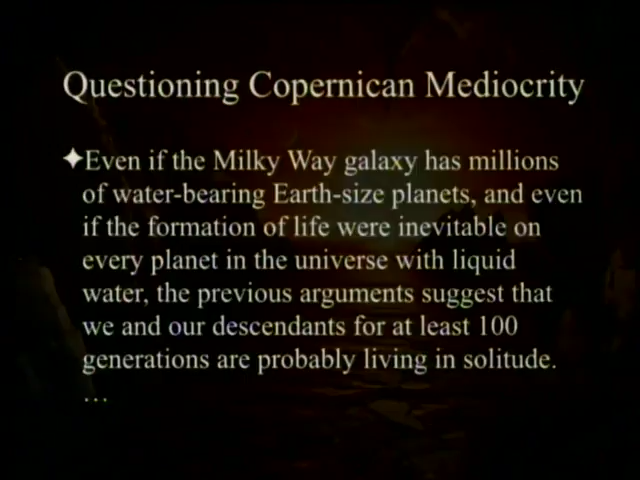 Questioning Copernican Mediocrity
Even if the Milky Way galaxy has millions
of water-bearing Earth-size planets, and even
if the formation of life were inevitable on
every planet in the universe with liquid
water, the previous arguments suggest that
we and our descendants for at least 100
generations are probably living in solitude.
…